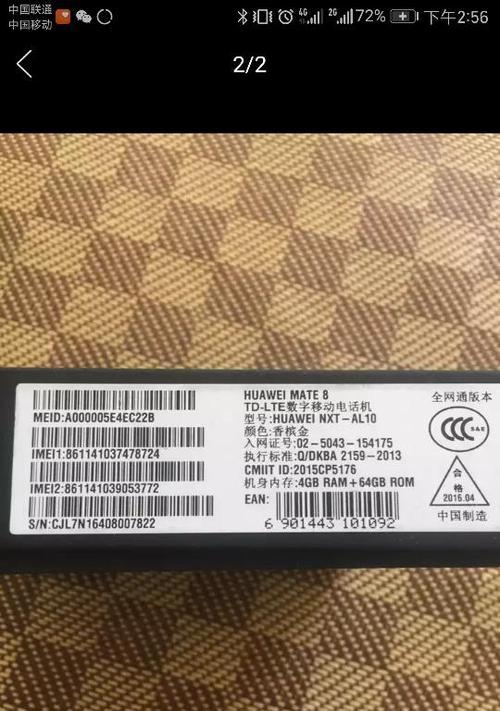 中国联通
中国移动
4G
2G
72%
下午2:56
2/2
MEID:A000005E4EC22B
IMEI1:861141037478724
IMEI2:861141039053772
S/N:CJL7N16408007822
HUAWEI MATE 8
TD-LTE数字移动电话机
型号:HUAWEI NXT-AL10
颜色:香槟金
入网证号:02-5043-154175
执行标准:Q/DKBA 2159-2013
CMIIT ID:2015CP5176
机身内存:4GB RAM+64GB ROM
EAN:
6 901443 101092
全网通版本
CCC S&E
合
格
2016.04
中国制造